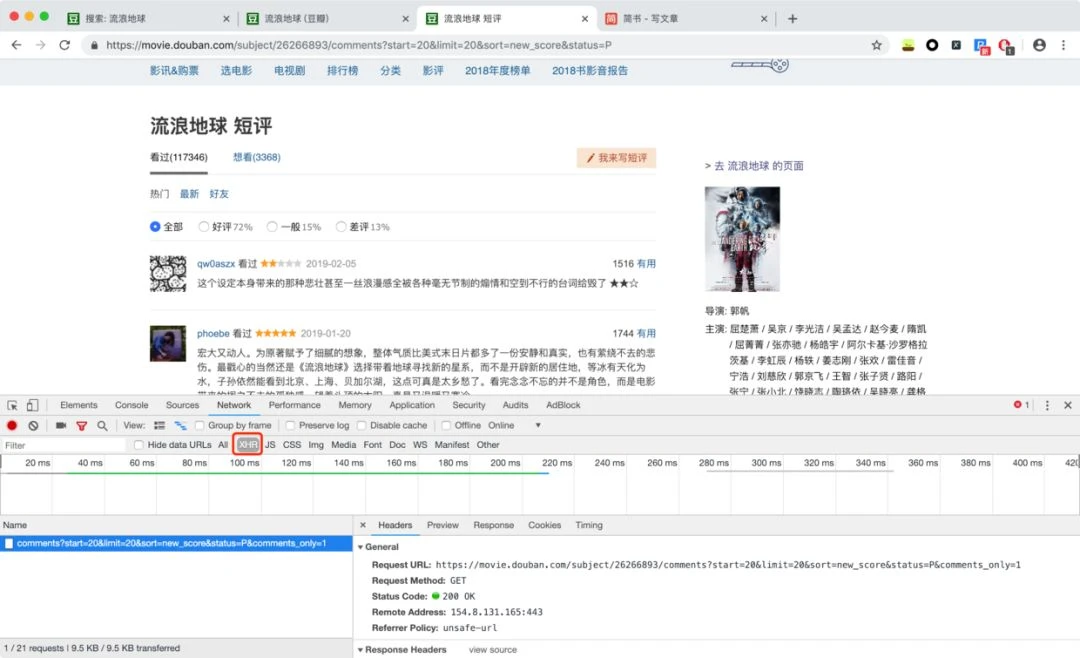 搜索: 流浪地球
流浪地球 (豆瓣)
流浪地球 短评
简书 - 写文章
https://movie.douban.com/subject/26266893/comments?start=20&limit=20&sort=new_score&status=P
影讯&购票 选电影 电视剧 排行榜 分类 影评 2018年度榜单 2018书影音报告
流浪地球 短评
看过(117346) 想看(3368) 我来写短评
热门 最新 好友
全部 好评 72% 一般 15% 差评 13%
qw0aszx 看过 2019-02-05 1516 有用
这个设定本身带来的那种悲壮甚至一丝浪漫感全被各种毫无节制的煽情和空到不行的台词给毁了 ★★☆
phoebe 看过 2019-01-20 1744 有用
宏大又动人。为原著赋予了细腻的想象，整体气质比美式末日片都多了一份安静和真实，也有萦绕不去的悲
伤。最戳心的当然还是《流浪地球》选择带着地球寻找新的星系，而不是开辟新的居住地，等冰有天化为
水，子孙依然能看到北京、上海、贝加尔湖，这点可真是太乡愁了。看完念念不忘的并不是角色，而是电影
> 去 流浪地球 的页面
导演: 郭帆
主演: 屈楚萧 / 吴京 / 李光洁 / 吴孟达 / 赵今麦 / 隋凯
/ 屈菁菁 / 张亦驰 / 杨皓宇 / 阿尔卡基·沙罗格拉
茨基 / 李虹辰 / 杨轶 / 姜志刚 / 张欢 / 雷佳音 /
宁浩 / 刘慈欣 / 郭京飞 / 王智 / 张子贤 / 路阳 /
张宁 / 张小北 / 饶晓志 / 陶珞依 / 吴晓亮 / 龚格
Elements Console Sources Network Performance Memory Application Security Audits AdBlock 1
View: Group by frame Preserve log Disable cache Offline Online
Filter Hide data URLs All XHR JS CSS Img Media Font Doc WS Manifest Other
20 ms 40 ms 60 ms 80 ms 100 ms 120 ms 140 ms 160 ms 180 ms 200 ms 220 ms 240 ms 260 ms 280 ms 300 ms 320 ms 340 ms 360 ms 380 ms 400 ms 420
Name
comments?start=20&limit=20&sort=new_score&status=P&comments_only=1
Headers Preview Response Cookies Timing
General
Request URL: https://movie.douban.com/subject/26266893/comments?start=20&limit=20&sort=new_score&status=P&comments_only=1
Request Method: GET
Status Code: 200 OK
Remote Address: 154.8.131.165:443
Referrer Policy: unsafe-url
Response Headers view source
1 / 21 requests | 9.5 KB / 9.5 KB transferred